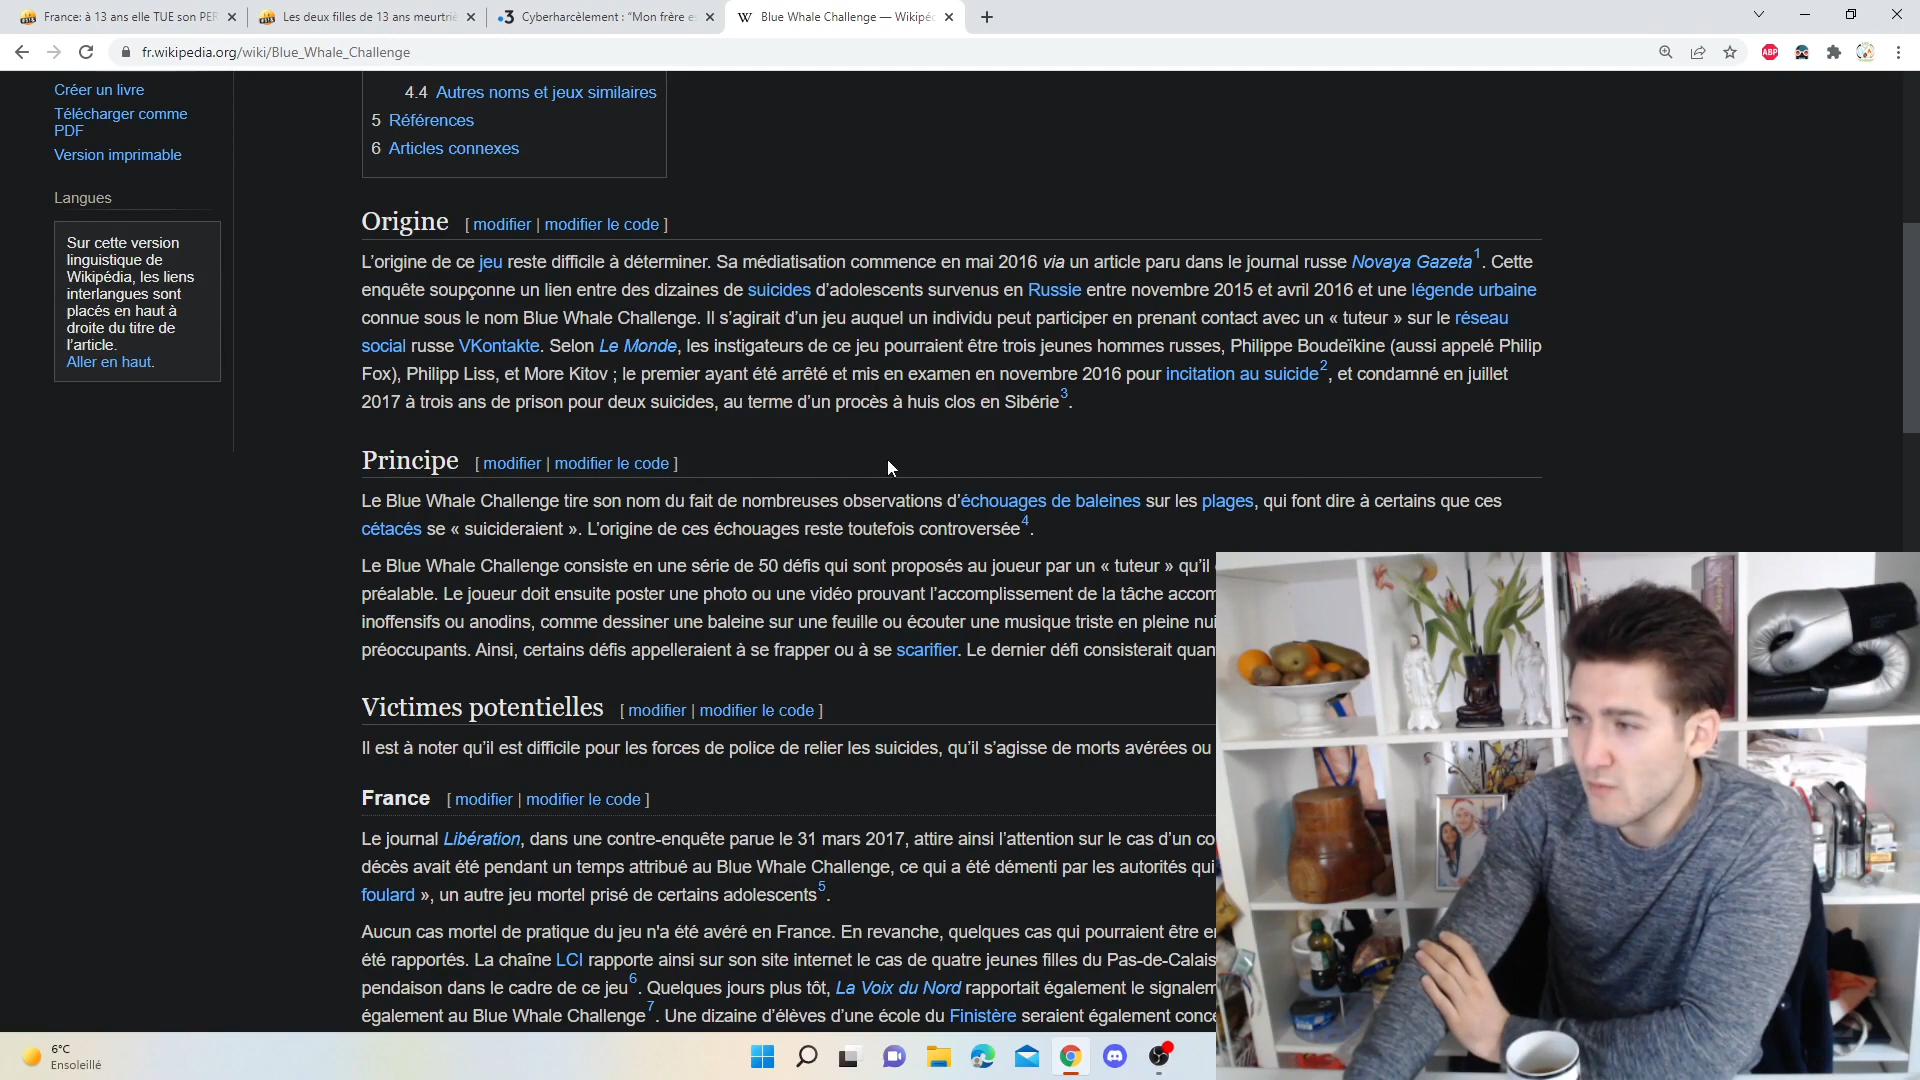 France: à 13 ans elle TUE son PER
Les deux filles de 13 ans meurtriè
Cyberharcèlement : "Mon frère e
Blue Whale Challenge — Wikipéd
fr.wikipedia.org/wiki/Blue_Whale_Challenge
ABP
Créer un livre
Télécharger comme
PDF
Version imprimable
Langues
Sur cette version
linguistique de
Wikipédia, les liens
interlangues sont
placés en haut à
droite du titre de
l'article.
Aller en haut.
4.4 Autres noms et jeux similaires
5 Références
6 Articles connexes
Origine [ modifier | modifier le code ]
L'origine de ce jeu reste difficile à déterminer. Sa médiatisation commence en mai 2016 via un article paru dans le journal russe Novaya Gazeta1. Cette
enquête soupçonne un lien entre des dizaines de suicides d'adolescents survenus en Russie entre novembre 2015 et avril 2016 et une légende urbaine
connue sous le nom Blue Whale Challenge. Il s'agirait d'un jeu auquel un individu peut participer en prenant contact avec un « tuteur » sur le réseau
social russe VKontakte. Selon Le Monde, les instigateurs de ce jeu pourraient être trois jeunes hommes russes, Philippe Boudeïkine (aussi appelé Philip
Fox), Philipp Liss, et More Kitov ; le premier ayant été arrêté et mis en examen en novembre 2016 pour incitation au suicide2, et condamné en juillet
2017 à trois ans de prison pour deux suicides, au terme d'un procès à huis clos en Sibérie3.
Principe [ modifier | modifier le code ]
Le Blue Whale Challenge tire son nom du fait de nombreuses observations d'échouages de baleines sur les plages, qui font dire à certains que ces
cétacés se « suicideraient ». L'origine de ces échouages reste toutefois controversée4.
Le Blue Whale Challenge consiste en une série de 50 défis qui sont proposés au joueur par un « tuteur » qu'il
préalable. Le joueur doit ensuite poster une photo ou une vidéo prouvant l'accomplissement de la tâche accom
inoffensifs ou anodins, comme dessiner une baleine sur une feuille ou écouter une musique triste en pleine nui
préoccupants. Ainsi, certains défis appelleraient à se frapper ou à se scarifier. Le dernier défi consisterait quan
Victimes potentielles [ modifier | modifier le code ]
Il est à noter qu'il est difficile pour les forces de police de relier les suicides, qu'il s'agisse de morts avérées ou
France [ modifier | modifier le code ]
Le journal Libération, dans une contre-enquête parue le 31 mars 2017, attire ainsi l'attention sur le cas d'un co
décès avait été pendant un temps attribué au Blue Whale Challenge, ce qui a été démenti par les autorités qui
foulard », un autre jeu mortel prisé de certains adolescents5.
Aucun cas mortel de pratique du jeu n'a été avéré en France. En revanche, quelques cas qui pourraient être e
été rapportés. La chaîne LCI rapporte ainsi sur son site internet le cas de quatre jeunes filles du Pas-de-Calais
pendaison dans le cadre de ce jeu6. Quelques jours plus tôt, La Voix du Nord rapportait également le signalem
également au Blue Whale Challenge7. Une dizaine d'élèves d'une école du Finistère seraient également conce
6°C
Ensoleillé